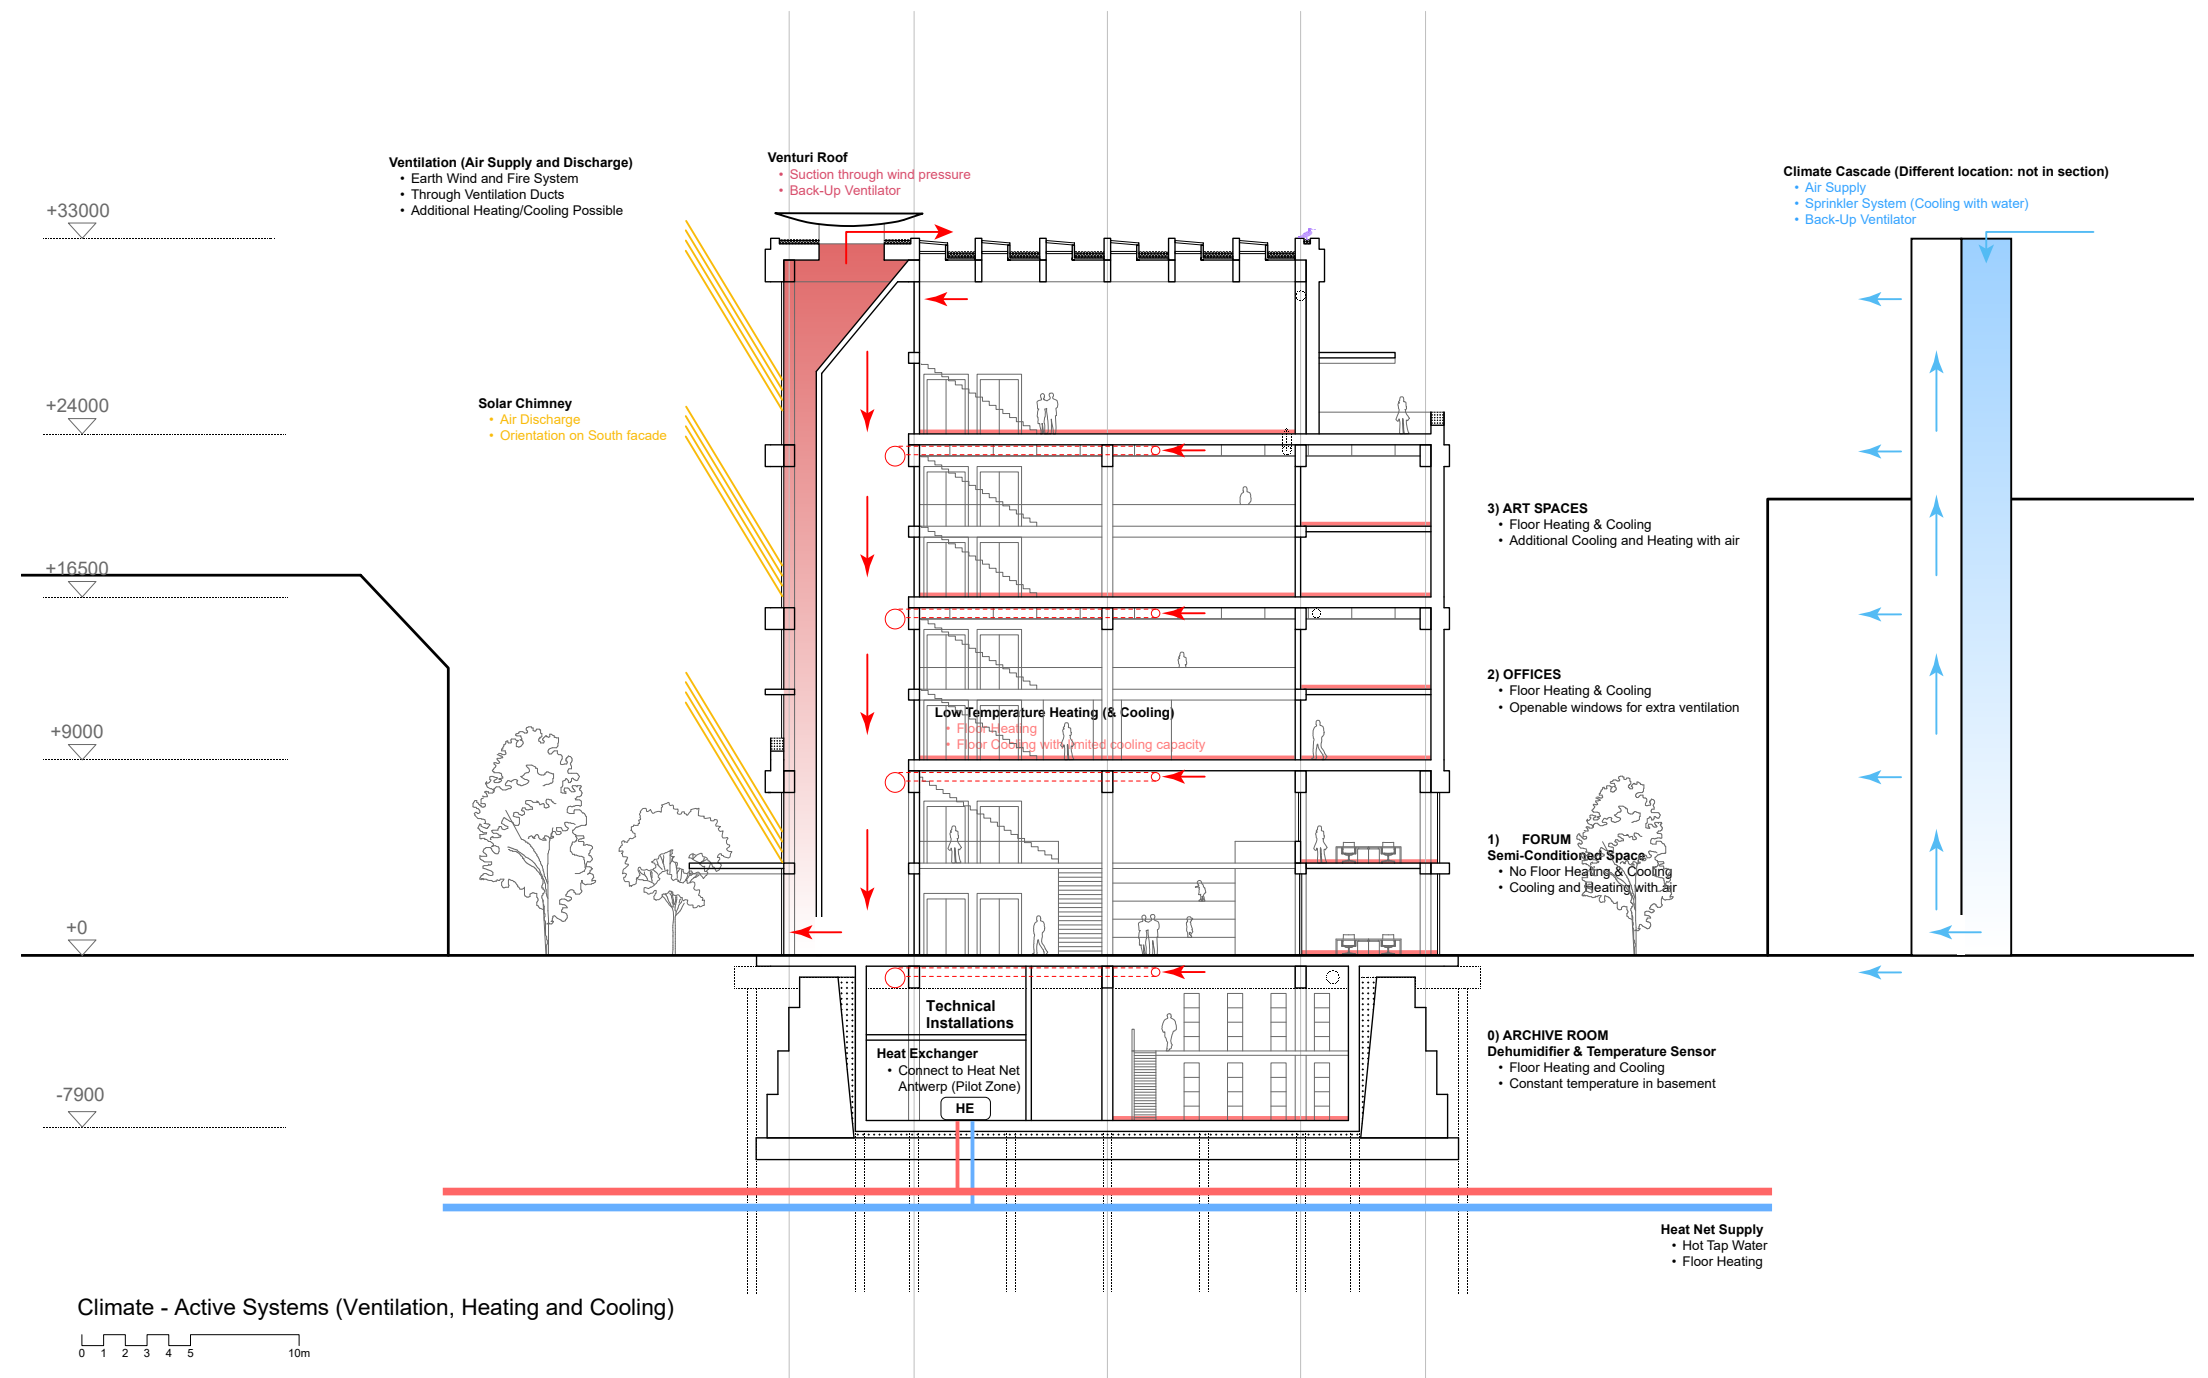 Ventilation (Air Supply and Discharge)
• Earth Wind and Fire System
• Through Ventilation Ducts
• Additional Heating/Cooling Possible
Venturi Roof
• Suction through wind pressure
• Back-Up Ventilator
Climate Cascade (Different location: not in section)
• Air Supply
• Sprinkler System (Cooling with water)
• Back-Up Ventilator
+33000
+24000
+16500
+9000
+0
-7900
Solar Chimney
• Air Discharge
• Orientation on South facade
3) ART SPACES
• Floor Heating & Cooling
• Additional Cooling and Heating with air
2) OFFICES
• Floor Heating & Cooling
• Openable windows for extra ventilation
Low Temperature Heating (& Cooling)
• Floor Heating
• Floor Cooling with limited cooling capacity
1) FORUM
Semi-Conditioned Space
• No Floor Heating & Cooling
• Cooling and Heating with air
Technical
Installations
Heat Exchanger
• Connect to Heat Net
Antwerp (Pilot Zone)
HE
0) ARCHIVE ROOM
Dehumidifier & Temperature Sensor
• Floor Heating and Cooling
• Constant temperature in basement
Heat Net Supply
• Hot Tap Water
• Floor Heating
Climate - Active Systems (Ventilation, Heating and Cooling)
0 1 2 3 4 5 10m